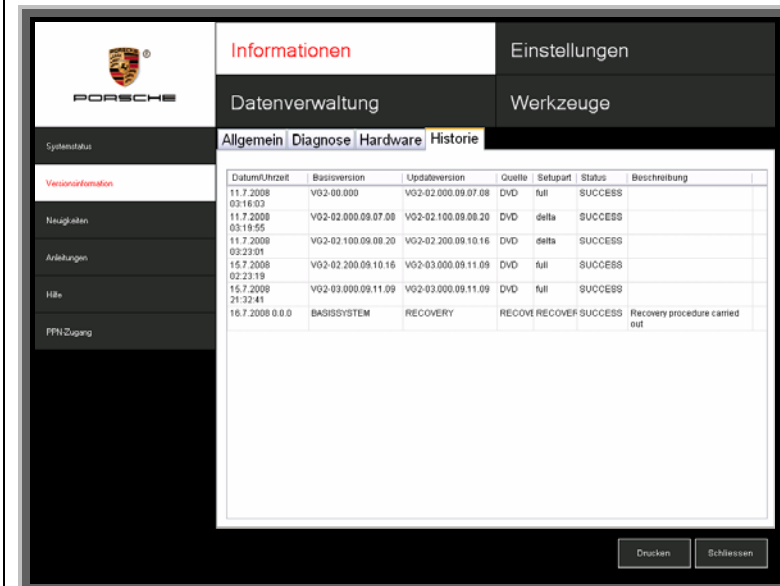 ®
PORSCHE
Informationen
Einstellungen
Datenverwaltung
Werkzeuge
Systemstatus
Versionsinformation
Neuigkeiten
Anleitungen
Hilfe
PPN-Zugang
Allgemein Diagnose Hardware Historie
Datum/Uhrzeit Basisversion Updateversion Quelle Setupart Status Beschreibung
11.7.2008 VG2-00.000 VG2-02.000.09.07.08 DVD full SUCCESS
03:16:03
11.7.2008 VG2-02.000.09.07.08 VG2-02.100.09.08.20 DVD delta SUCCESS
03:19:55
11.7.2008 VG2-02.100.09.08.20 VG2-02.200.09.10.16 DVD delta SUCCESS
03:23:01
15.7.2008 VG2-02.200.09.10.16 VG2-03.000.09.11.09 DVD full SUCCESS
02:23:19
15.7.2008 VG2-03.000.09.11.09 VG2-03.000.09.11.09 DVD full SUCCESS
21:32:41
16.7.2008 0.0.0 BASISSYSTEM RECOVERY RECOVE RECOVER SUCCESS Recovery procedure carried
out
Drucken
Schliessen